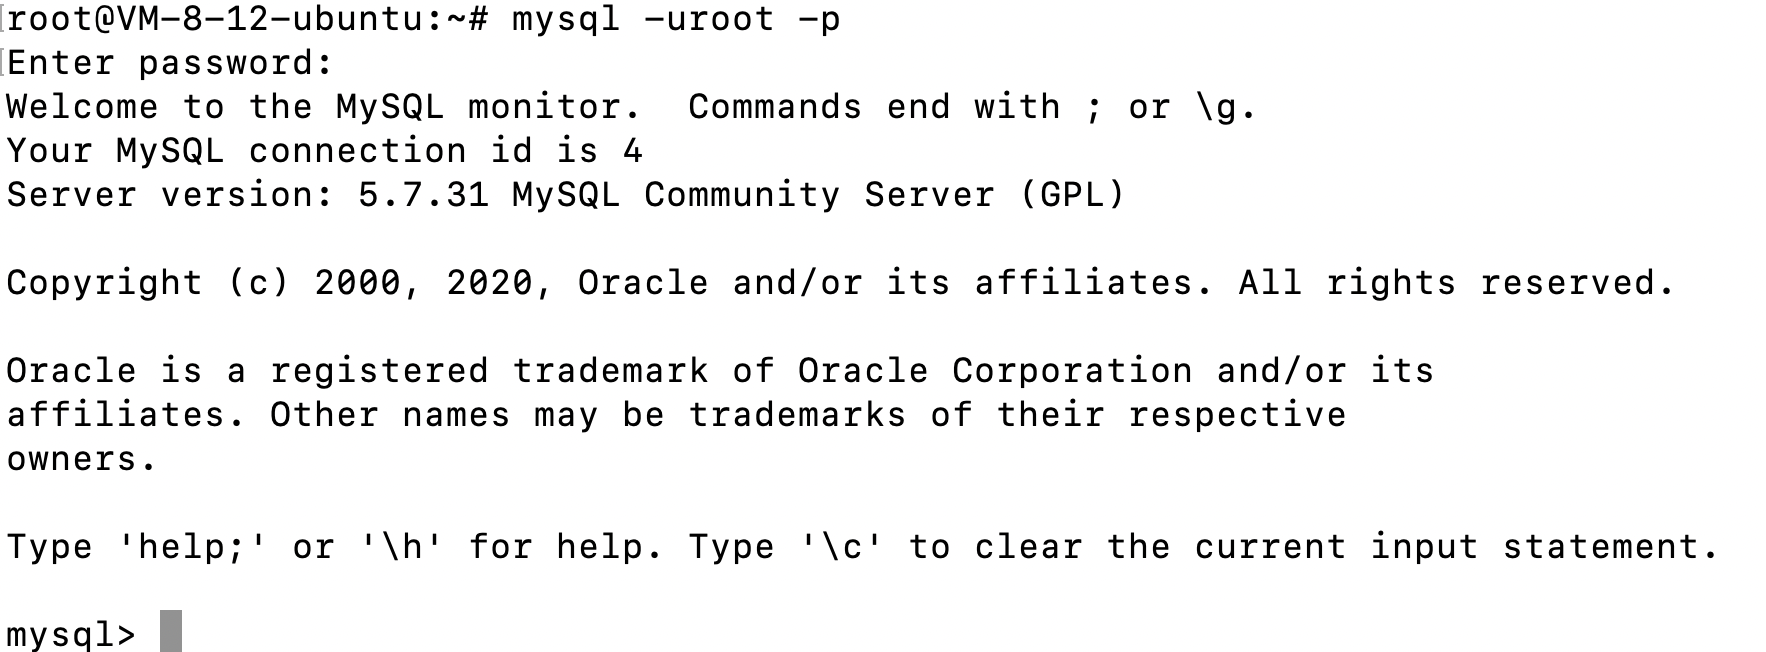 root@VM-8-12-ubuntu:~# mysql -uroot -p
Enter password:
Welcome to the MySQL monitor.  Commands end with ; or \g.
Your MySQL connection id is 4
Server version: 5.7.31 MySQL Community Server (GPL)
Copyright (c) 2000, 2020, Oracle and/or its affiliates. All rights reserved.
Oracle is a registered trademark of Oracle Corporation and/or its
affiliates. Other names may be trademarks of their respective
owners.
Type 'help;' or '\h' for help. Type '\c' to clear the current input statement.
mysql>